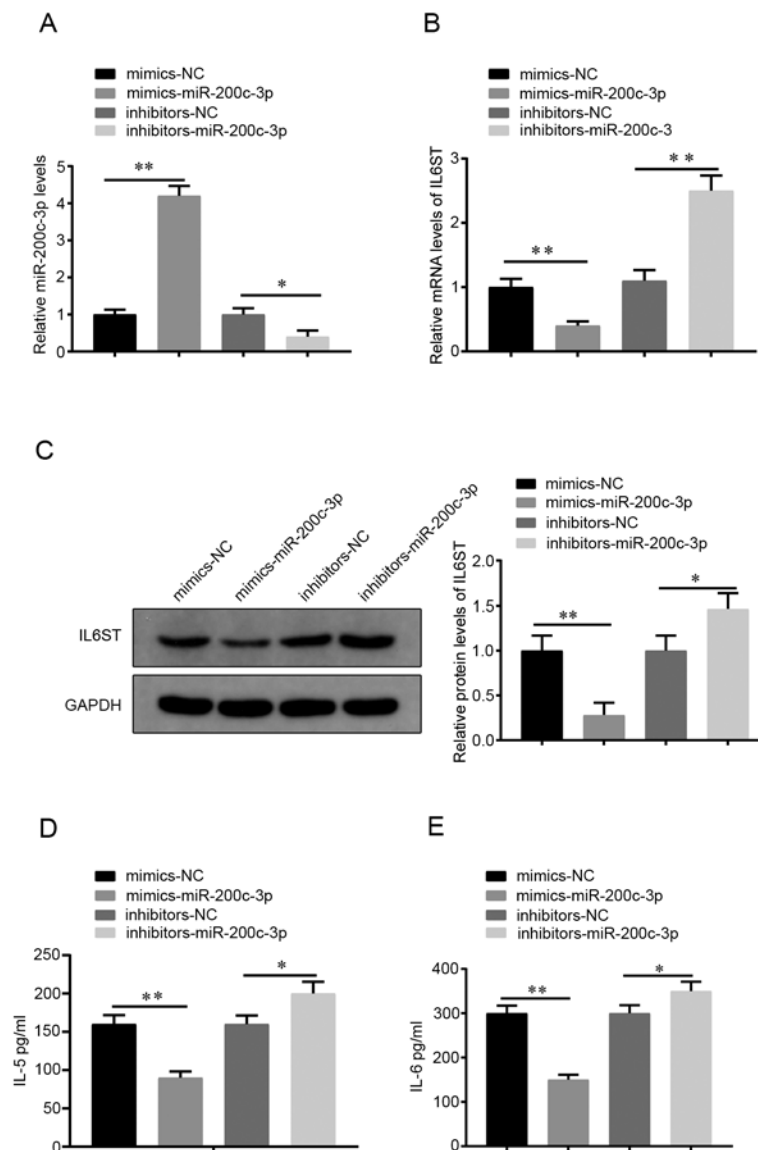 A
mimics-NC
mimics-miR-200c-3p
inhibitors-NC
inhibitors-miR-200c-3p
Relative miR-200c-3p levels
5
4
2
1
0
**
*
B
mimics-NC
mimics-miR-200c-3p
inhibitors-NC
inhibitors-miR-200c-3
Relative mRNA levels of IL6ST
3
2.0
1
0
**
**
C
mimics-NC
mimics-miR-200c-3p
inhibitors-NC
inhibitors-miR-200c-3p
IL6ST
GAPDH
mimics-NC
mimics-miR-200c-3p
inhibitors-NC
inhibitors-miR-200c-3p
Relative protein levels of IL6ST
2.0
1.5
1.0
0.5
0.0
**
*
D
mimics-NC
mimics-miR-200c-3p
inhibitors-NC
inhibitors-miR-200c-3p
IL-5 pg/ml
250
200
150
100
50
0
**
*
E
mimics-NC
mimics-miR-200c-3p
inhibitors-NC
inhibitors-miR-200c-3p
IL-6 pg/ml
400
300
200
100
0
**
*